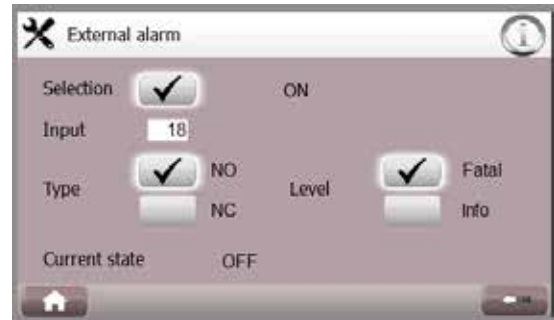 External alarm
Selection ON
Input 18
NO Fatal
Type Level
NC Info
Current state OFF